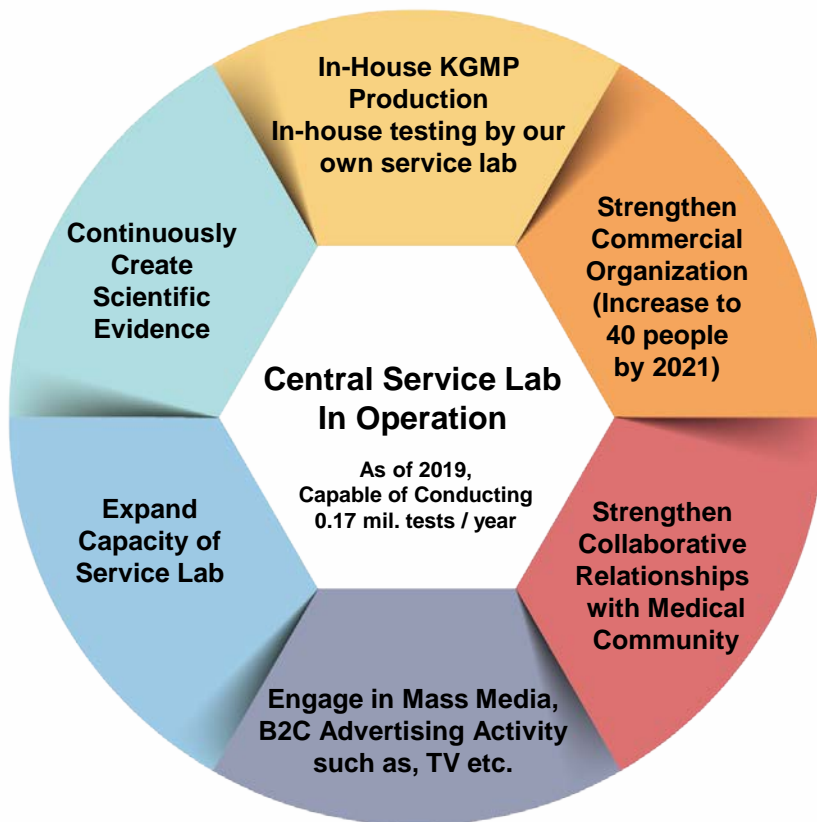 In-House KGMP
Production
In-house testing by our
own service lab
Strengthen
Commercial
Organization
(Increase to
40 people
by 2021)
Strengthen
Collaborative
Relationships
with Medical
Community
Engage in Mass Media,
B2C Advertising Activity
such as, TV etc.
Expand
Capacity of
Service Lab
Continuously
Create
Scientific
Evidence
Central Service Lab
In Operation
As of 2019,
Capable of Conducting
0.17 mil. tests / year